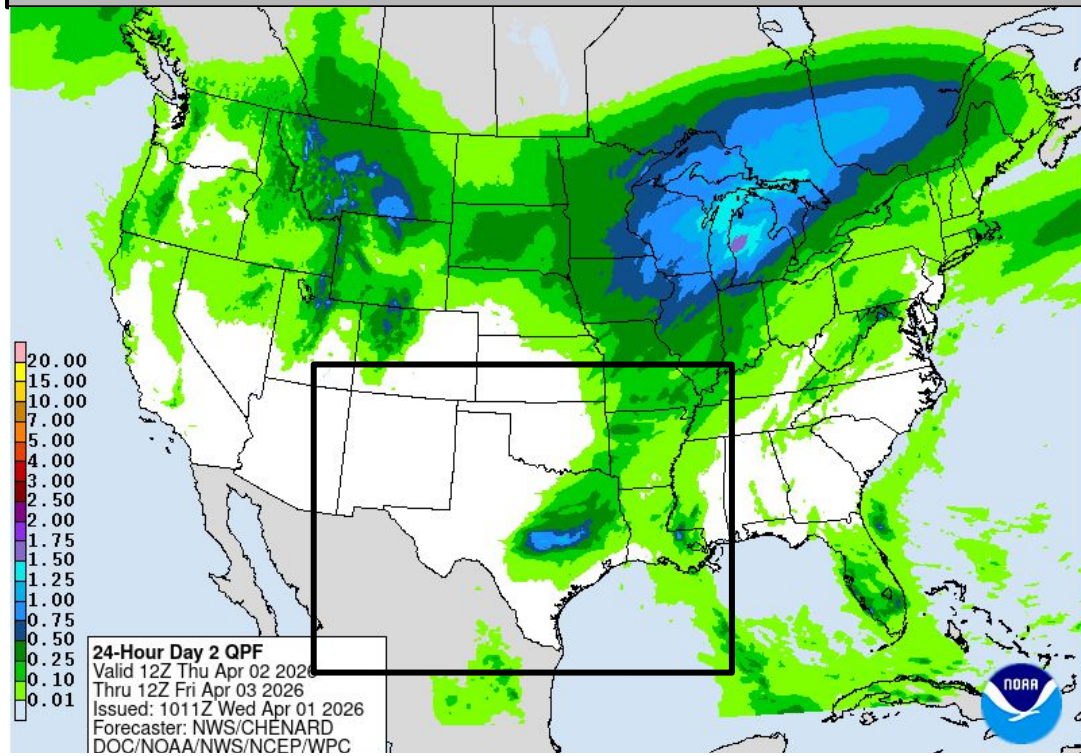 20.00
15.00
10.00
7.00
5.00
4.00
3.00
2.50
2.00
1.75
1.50
1.25
1.00
0.75
0.50
0.25
0.10
0.01
24-Hour Day 2 QPF
Valid 12Z Thu Apr 02 2026
Thru 12Z Fri Apr 03 2026
Issued: 1011Z Wed Apr 01 2026
Forecaster: NWS/CHENARD
DOC/NOAA/NWS/NCEP/WPC
NOAA